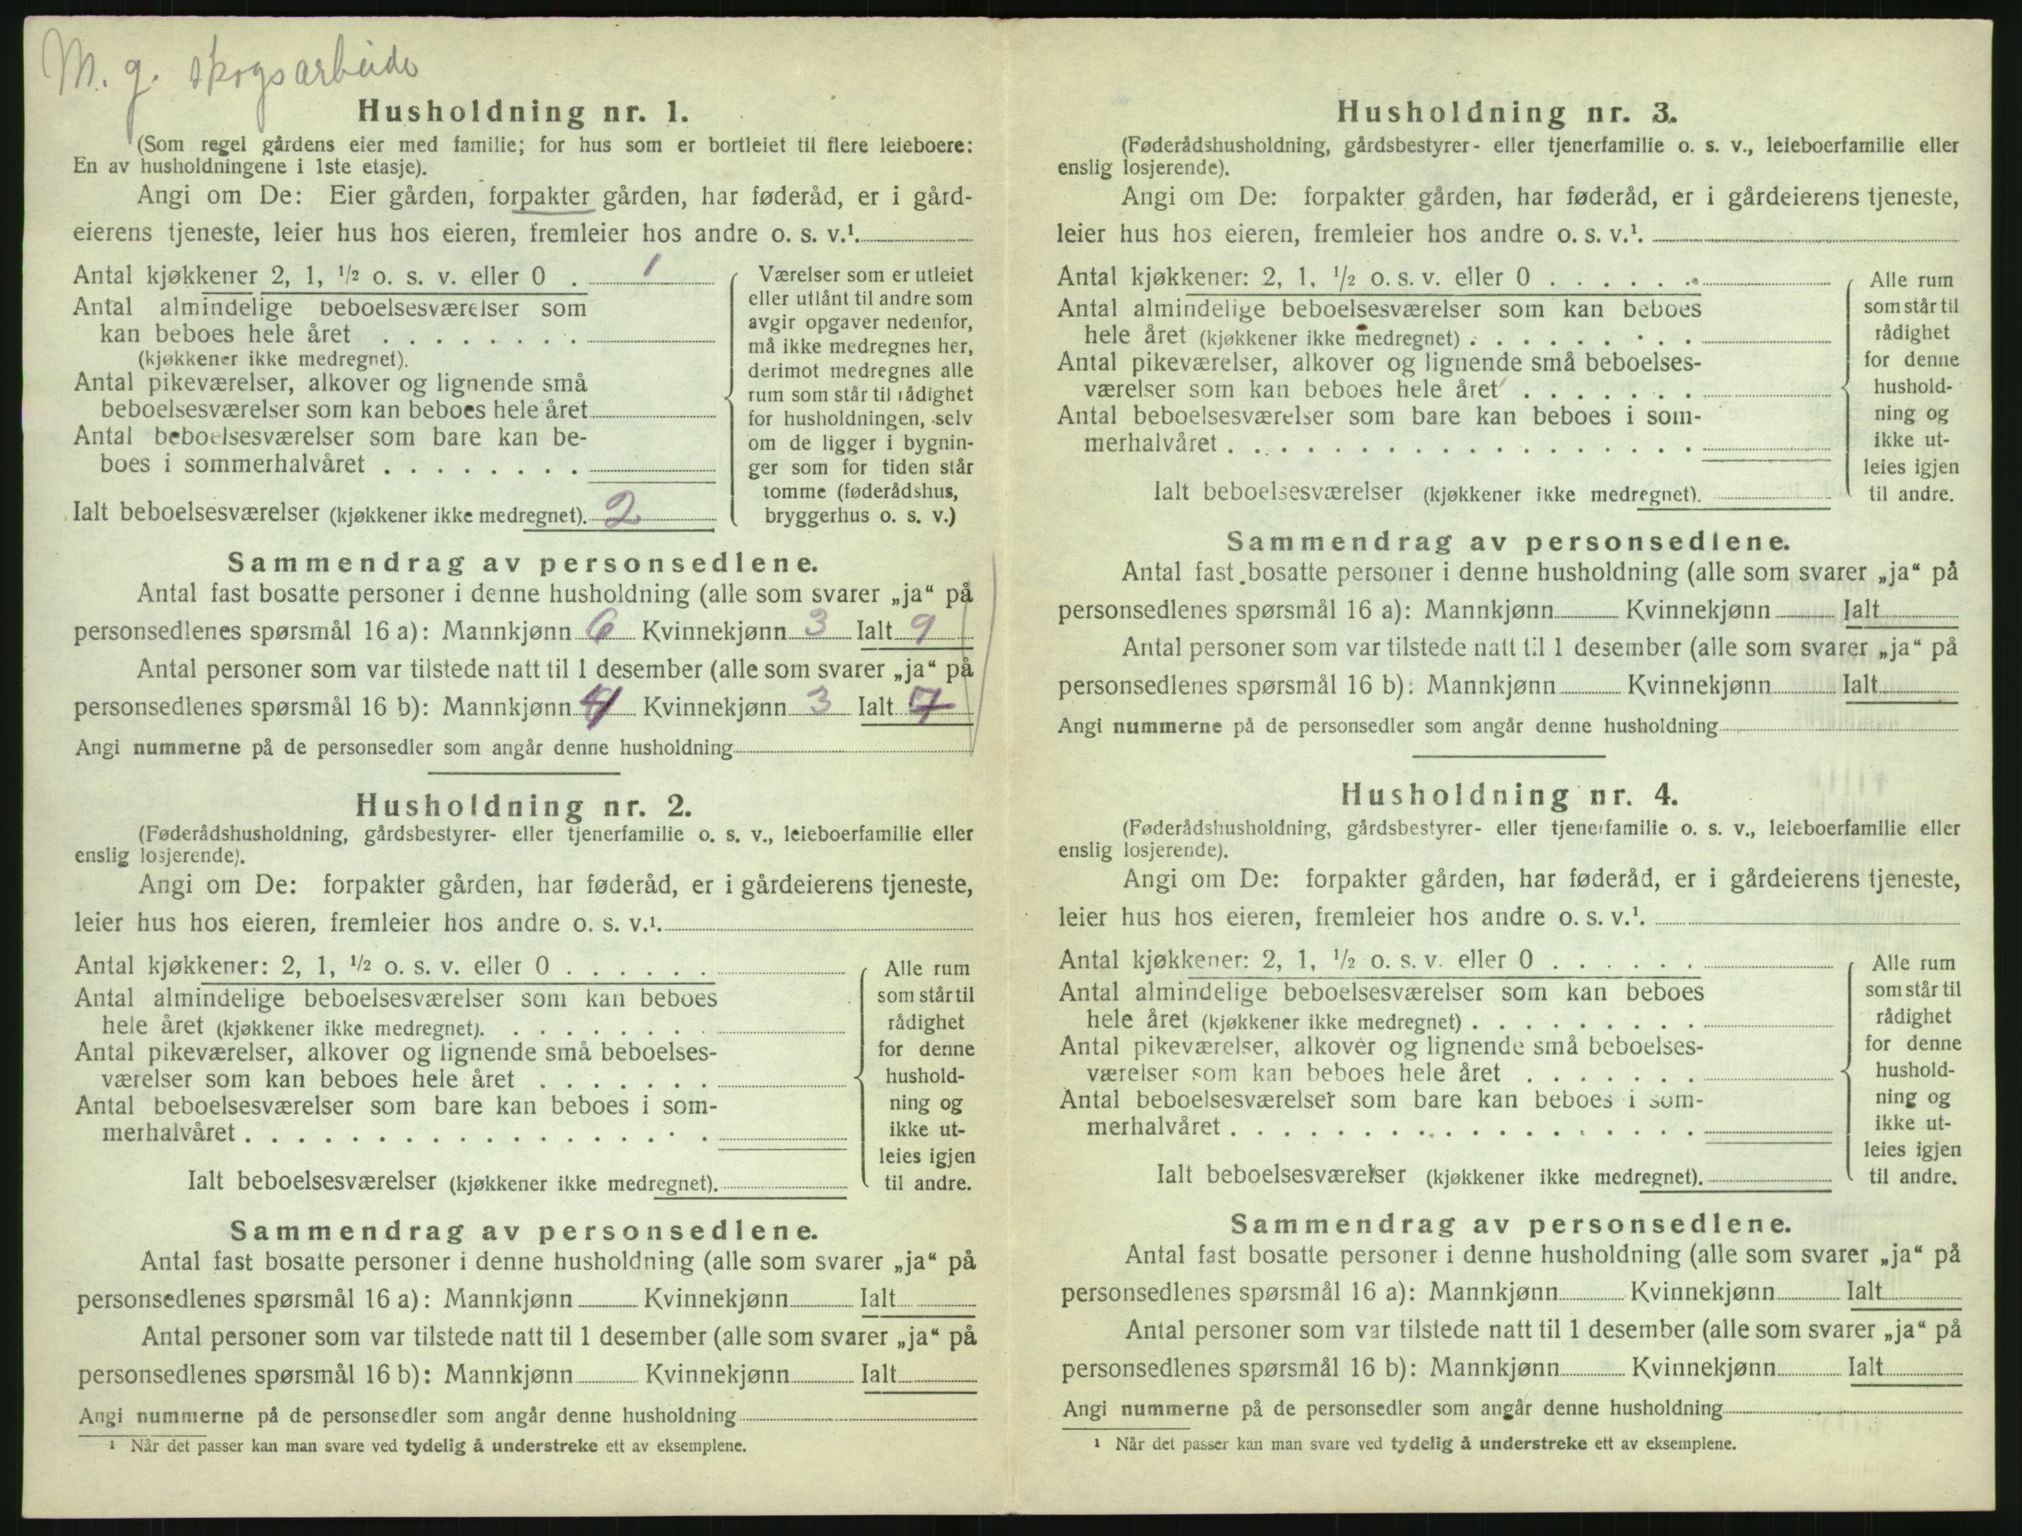 M. g. skogsarbeide
Husholdning nr. 1.
(Som regel gårdens eier med familie; for hus som er bortleiet til flere leieboere:
En av husholdningene i 1ste etasje).
Angi om De: Eier gården, forpakter gården, har føderåd, er i gård-
eierens tjeneste, leier hus hos eieren, fremleier hos andre o. s. v.¹.
Antal kjøkkener 2, 1, ½ o. s. v. eller 0 . 1
Antal almindelige beboelsesværelser som
kan beboes hele året . . . . . . . .
(kjøkkener ikke medregnet).
Antal pikeværelser, alkover og lignende små
beboelsesværelser som kan beboes hele året
Antal beboelsesværelser som bare kan be-
boes i sommerhalvåret . . . . . . . .
Ialt beboelsesværelser (kjøkkener ikke medregnet). 2
Værelser som er utleiet
eller utlånt til andre som
avgir opgaver nedenfor,
må ikke medregnes her,
derimot medregnes alle
rum som står til rådighet
for husholdningen, selv
om de ligger i bygnin-
ger som for tiden står
tomme (føderådshus,
bryggerhus o. s. v.)
Sammendrag av personsedlene.
Antal fast bosatte personer i denne husholdning (alle som svarer „ja“ på
personsedlenes spørsmål 16 a): Mannkjønn 6 Kvinnekjønn 3 Ialt 9
Antal personer som var tilstede natt til 1 desember (alle som svarer „ja“ på
personsedlenes spørsmål 16 b): Mannkjønn 4 Kvinnekjønn 3 Ialt 7
Angi nummerne på de personsedler som angår denne husholdning
Husholdning nr. 2.
(Føderådshusholdning, gårdsbestyrer- eller tjenerfamilie o. s. v., leieboerfamilie eller
enslig losjerende).
Angi om De: forpakter gården, har føderåd, er i gårdeierens tjeneste,
leier hus hos eieren, fremleier hos andre o. s. v.¹.
Antal kjøkkener: 2, 1, ½ o. s. v. eller 0 . . . . . .
Antal almindelige beboelsesværelser som kan beboes
hele året (kjøkkener ikke medregnet). . . . . . . . .
Antal pikeværelser, alkover og lignende små beboelses-
værelser som kan beboes hele året . . . . . . .
Antal beboelsesværelser som bare kan beboes i som-
merhalvåret . . . . . . . . . . . . . . . . . .
Ialt beboelsesværelser (kjøkkener ikke medregnet).
Alle rum
som står til
rådighet
for denne
hushold-
ning og
ikke ut-
leies igjen
til andre.
Sammendrag av personsedlene.
Antal fast bosatte personer i denne husholdning (alle som svarer „ja“ på
personsedlenes spørsmål 16 a): Mannkjønn Kvinnekjønn Ialt
Antal personer som var tilstede natt til 1 desember (alle som svarer „ja“ på
personsedlenes spørsmål 16 b): Mannkjønn Kvinnekjønn Ialt
Angi nummerne på de personsedler som angår denne husholdning
¹ Når det passer kan man svare ved tydelig å understreke ett av eksemplene.
Husholdning nr. 3.
(Føderådshusholdning, gårdsbestyrer- eller tjenerfamilie o. s. v., leieboerfamilie eller
enslig losjerende).
Angi om De: forpakter gården, har føderåd, er i gårdeierens tjeneste,
leier hus hos eieren, fremleier hos andre o. s. v.¹.
Antal kjøkkener: 2, 1, ½ o. s. v. eller 0 . . . . . .
Antal almindelige beboelsesværelser som kan beboes
hele året (kjøkkener ikke medregnet) . . . . . . . . .
Antal pikeværelser, alkover og lignende små beboelses-
værelser som kan beboes hele året . . . . . . .
Antal beboelsesværelser som bare kan beboes i som-
merhalvåret . . . . . . . . . . . . . . . . . .
Ialt beboelsesværelser (kjøkkener ikke medregnet).
Alle rum
som står til
rådighet
for denne
hushold-
ning og
ikke ut-
leies igjen
til andre.
Sammendrag av personsedlene.
Antal fast bosatte personer i denne husholdning (alle som svarer „ja“ på
personsedlenes spørsmål 16 a): Mannkjønn Kvinnekjønn Ialt
Antal personer som var tilstede natt til 1 desember (alle som svarer „ja“ på
personsedlenes spørsmål 16 b): Mannkjønn Kvinnekjønn Ialt
Angi nummerne på de personsedler som angår denne husholdning
Husholdning nr. 4.
(Føderådshusholdning, gårdsbestyrer- eller tjenerfamilie o. s. v., leieboerfamilie eller
enslig losjerende).
Angi om De: forpakter gården, har føderåd, er i gårdeierens tjeneste,
leier hus hos eieren, fremleier hos andre o. s. v.¹.
Antal kjøkkener: 2, 1, ½ o. s. v. eller 0 . . . . . .
Antal almindelige beboelsesværelser som kan beboes
hele året (kjøkkener ikke medregnet) . . . . . . . . .
Antal pikeværelser, alkover og lignende små beboelses-
værelser som kan beboes hele året . . . . . . .
Antal beboelsesværelser som bare kan beboes i som-
merhalvåret . . . . . . . . . . . . . . . . . .
Ialt beboelsesværelser (kjøkkener ikke medregnet).
Alle rum
som står til
rådighet
for denne
hushold-
ning og
ikke ut-
leies igjen
til andre.
Sammendrag av personsedlene.
Antal fast bosatte personer i denne husholdning (alle som svarer „ja“ på
personsedlenes spørsmål 16 a): Mannkjønn Kvinnekjønn Ialt
Antal personer som var tilstede natt til 1 desember (alle som svarer „ja“ på
personsedlenes spørsmål 16 b): Mannkjønn Kvinnekjønn Ialt
Angi nummerne på de personsedler som angår denne husholdning
¹ Når det passer kan man svare ved tydelig å understreke ett av eksemplene.